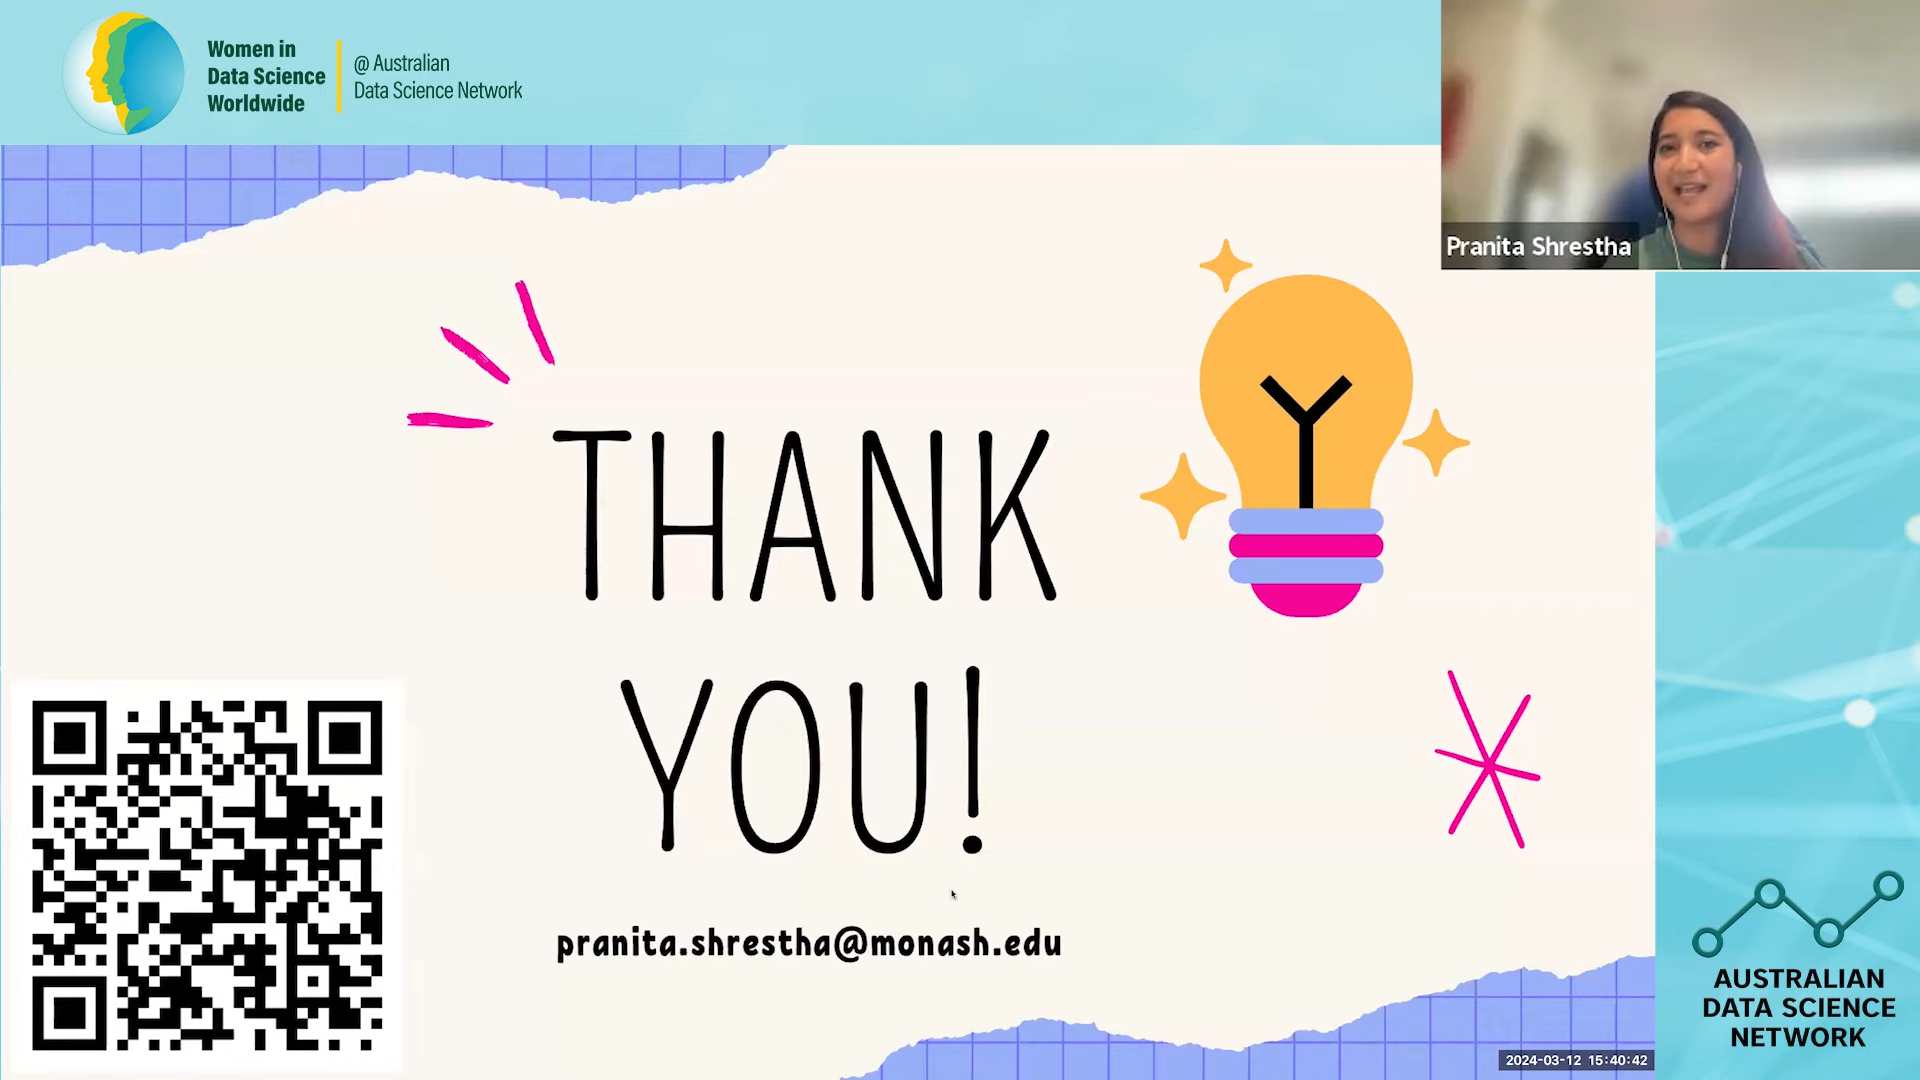 Women in
Data Science
Worldwide
@ Australian
Data Science Network
Pranita Shrestha
THANK
YOU!
pranita.shrestha@monash.edu
AUSTRALIAN
DATA SCIENCE
NETWORK
2024-03-12 15:40:42